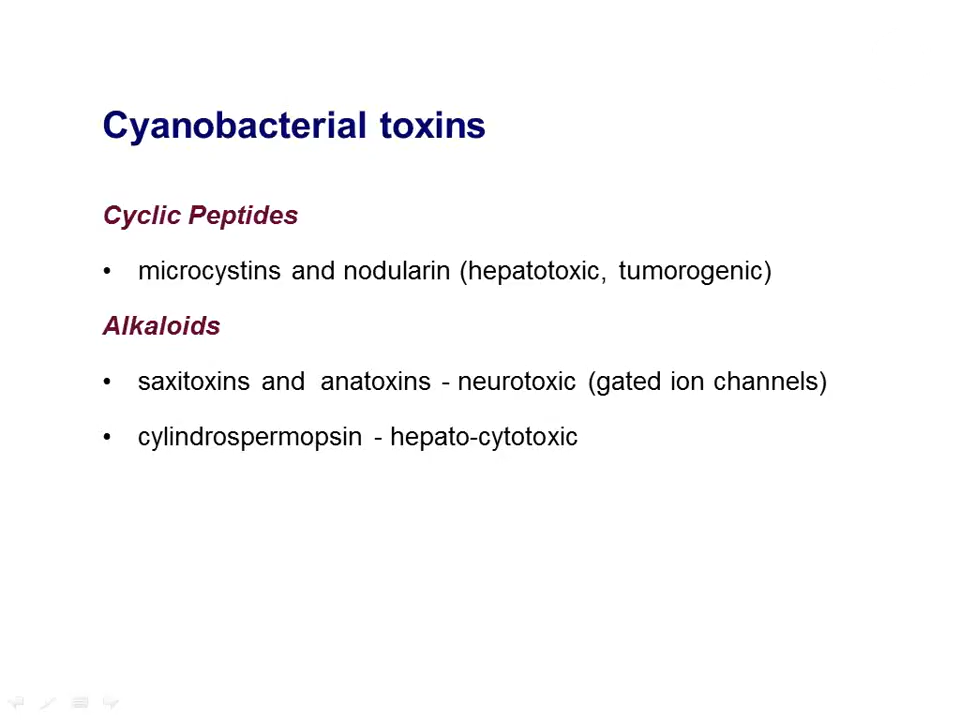 Cyanobacterial toxins
Cyclic Peptides
• microcystins and nodularin (hepatotoxic, tumorogenic)
Alkaloids
• saxitoxins and anatoxins - neurotoxic (gated ion channels)
• cylindrospermopsin - hepato-cytotoxic